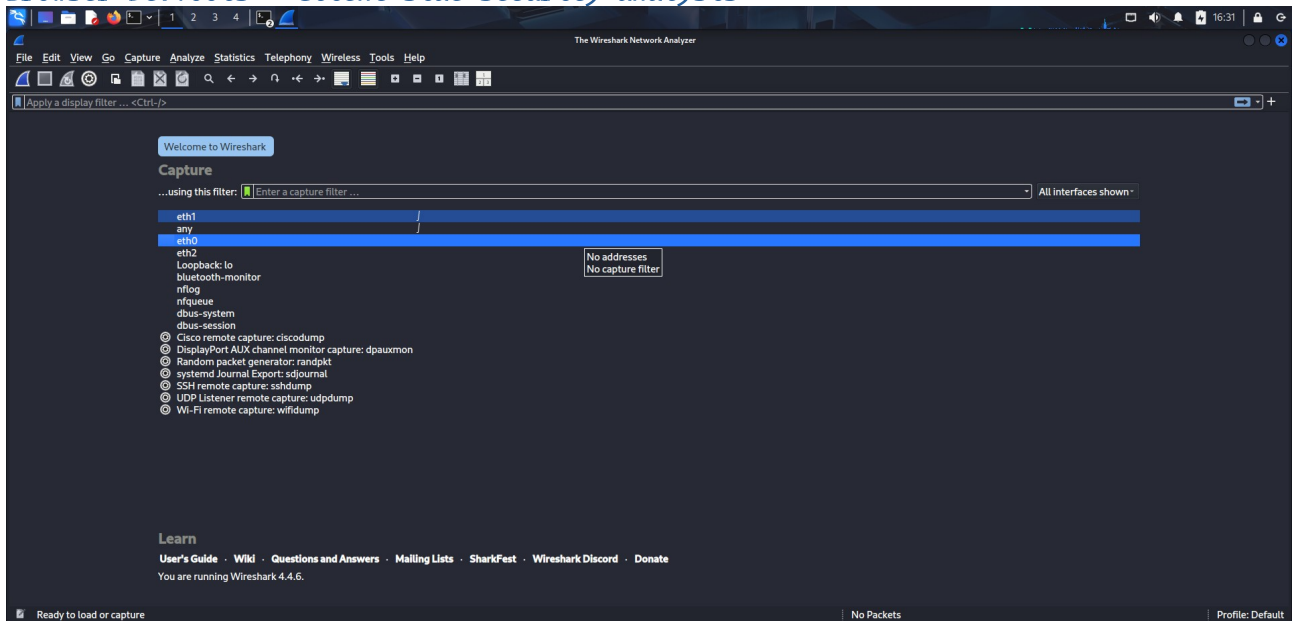 1 2 3 4
16:31
The Wireshark Network Analyzer
File Edit View Go Capture Analyze Statistics Telephony Wireless Tools Help
Apply a display filter ... <Ctrl-/>
Welcome to Wireshark
Capture
...using this filter: Enter a capture filter ...
All interfaces shown
eth1
any
eth0
eth2
No addresses
No capture filter
Loopback: lo
bluetooth-monitor
nflog
nfqueue
dbus-system
dbus-session
Cisco remote capture: ciscodump
DisplayPort AUX channel monitor capture: dpauxmon
Random packet generator: randpkt
systemd Journal Export: sdjournal
SSH remote capture: sshdump
UDP Listener remote capture: udpdump
Wi-Fi remote capture: wifidump
Learn
User's Guide · Wiki · Questions and Answers · Mailing Lists · SharkFest · Wireshark Discord · Donate
You are running Wireshark 4.4.6.
Ready to load or capture
No Packets
Profile: Default